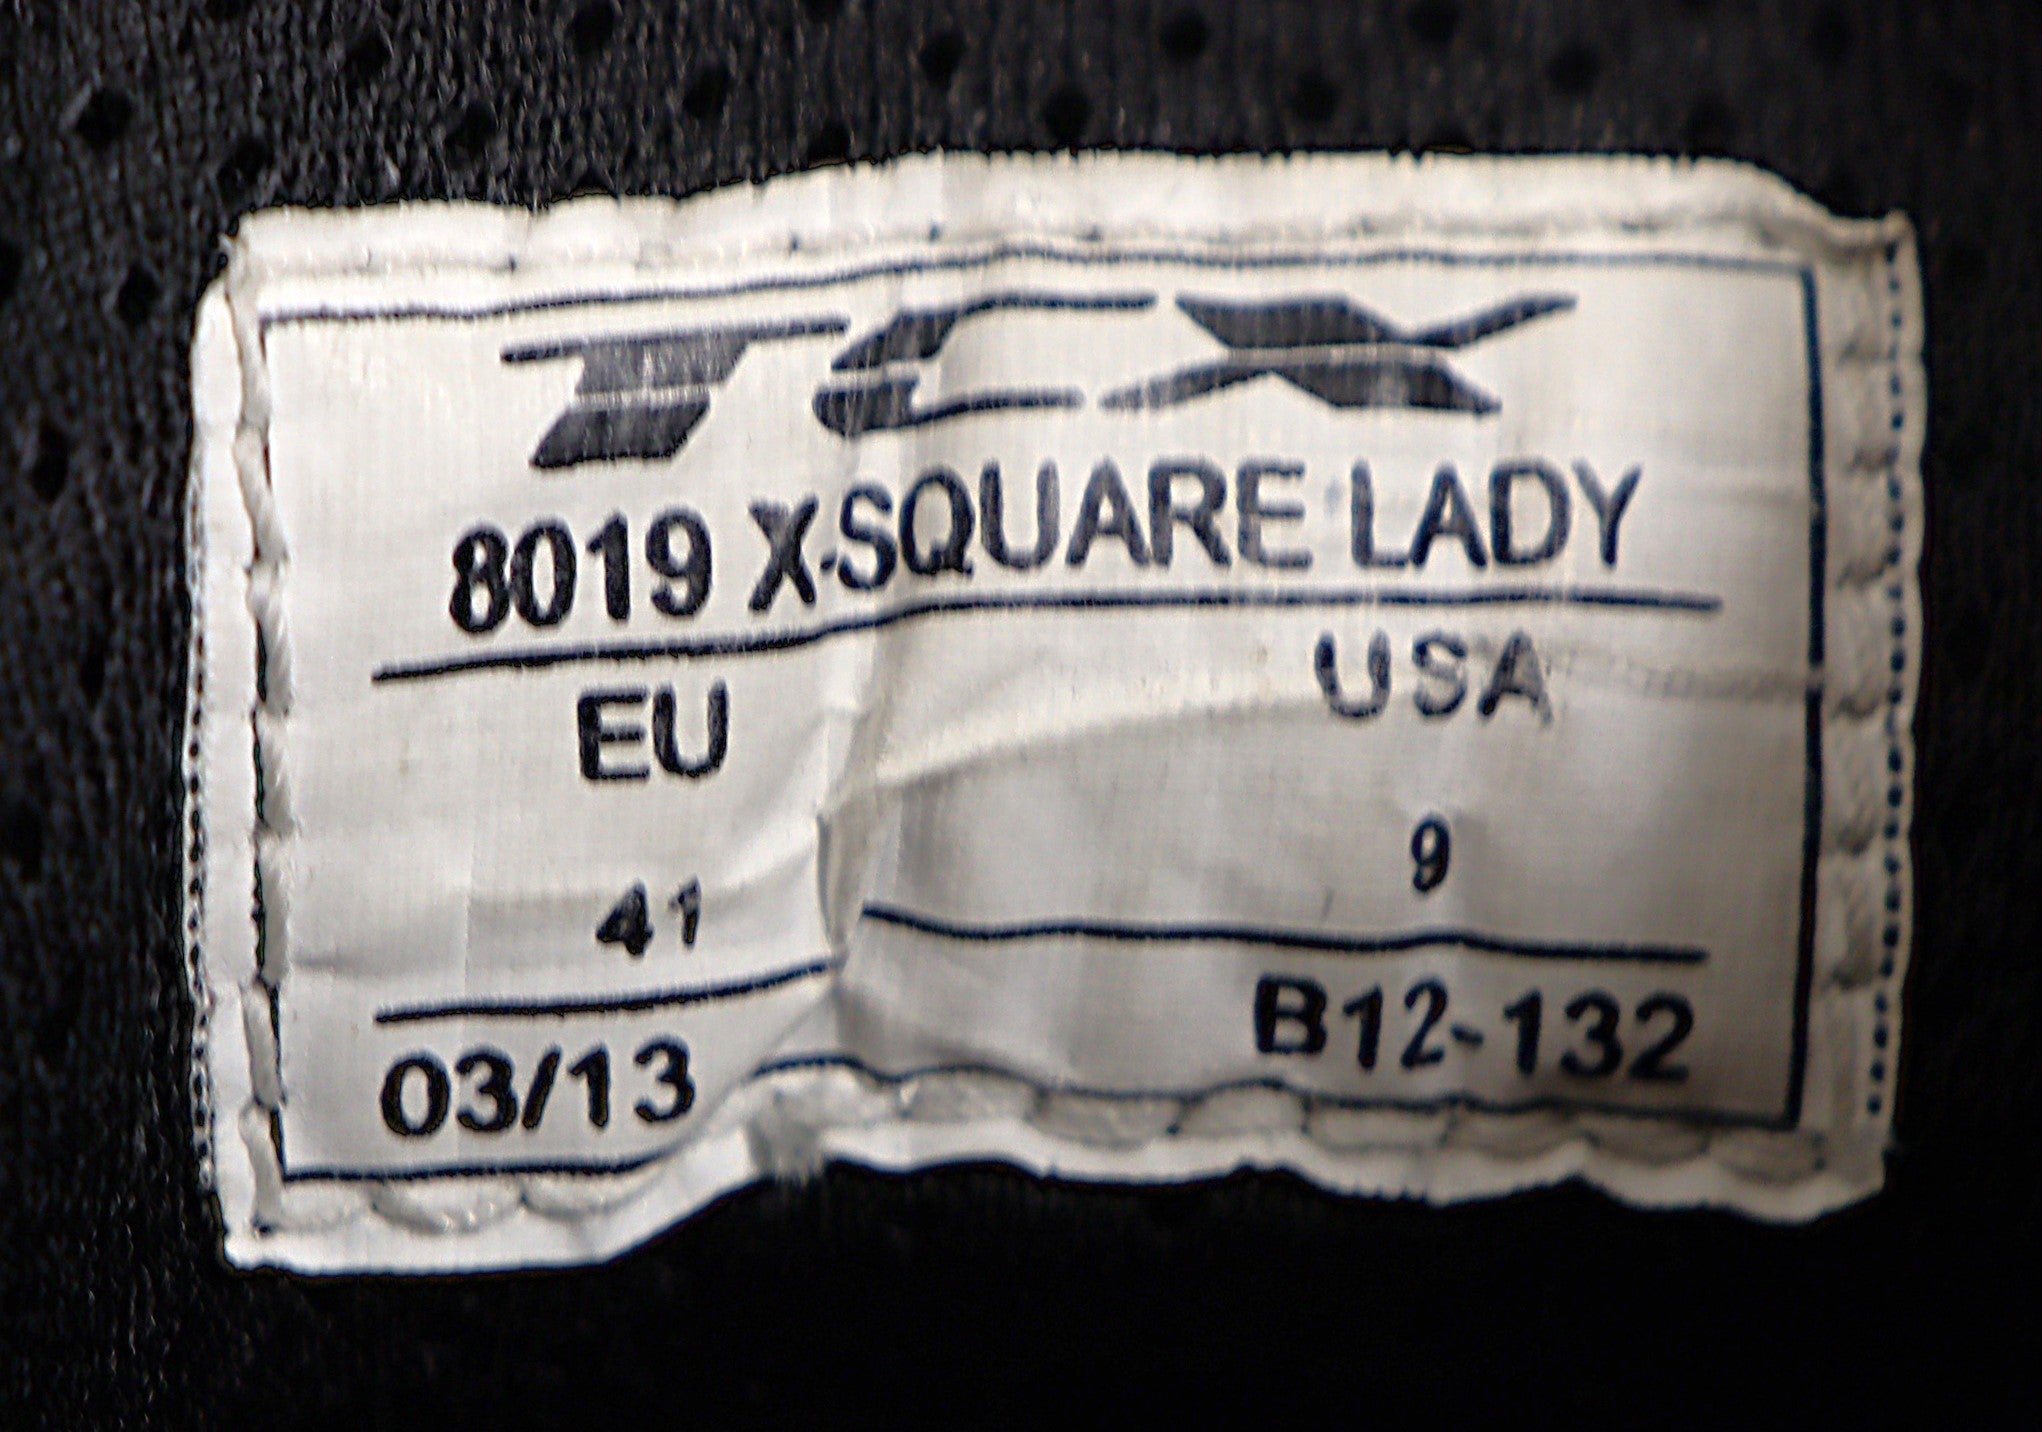 TCX
8019 X-SQUARE LADY
EU USA
41 9
03/13 B12-132